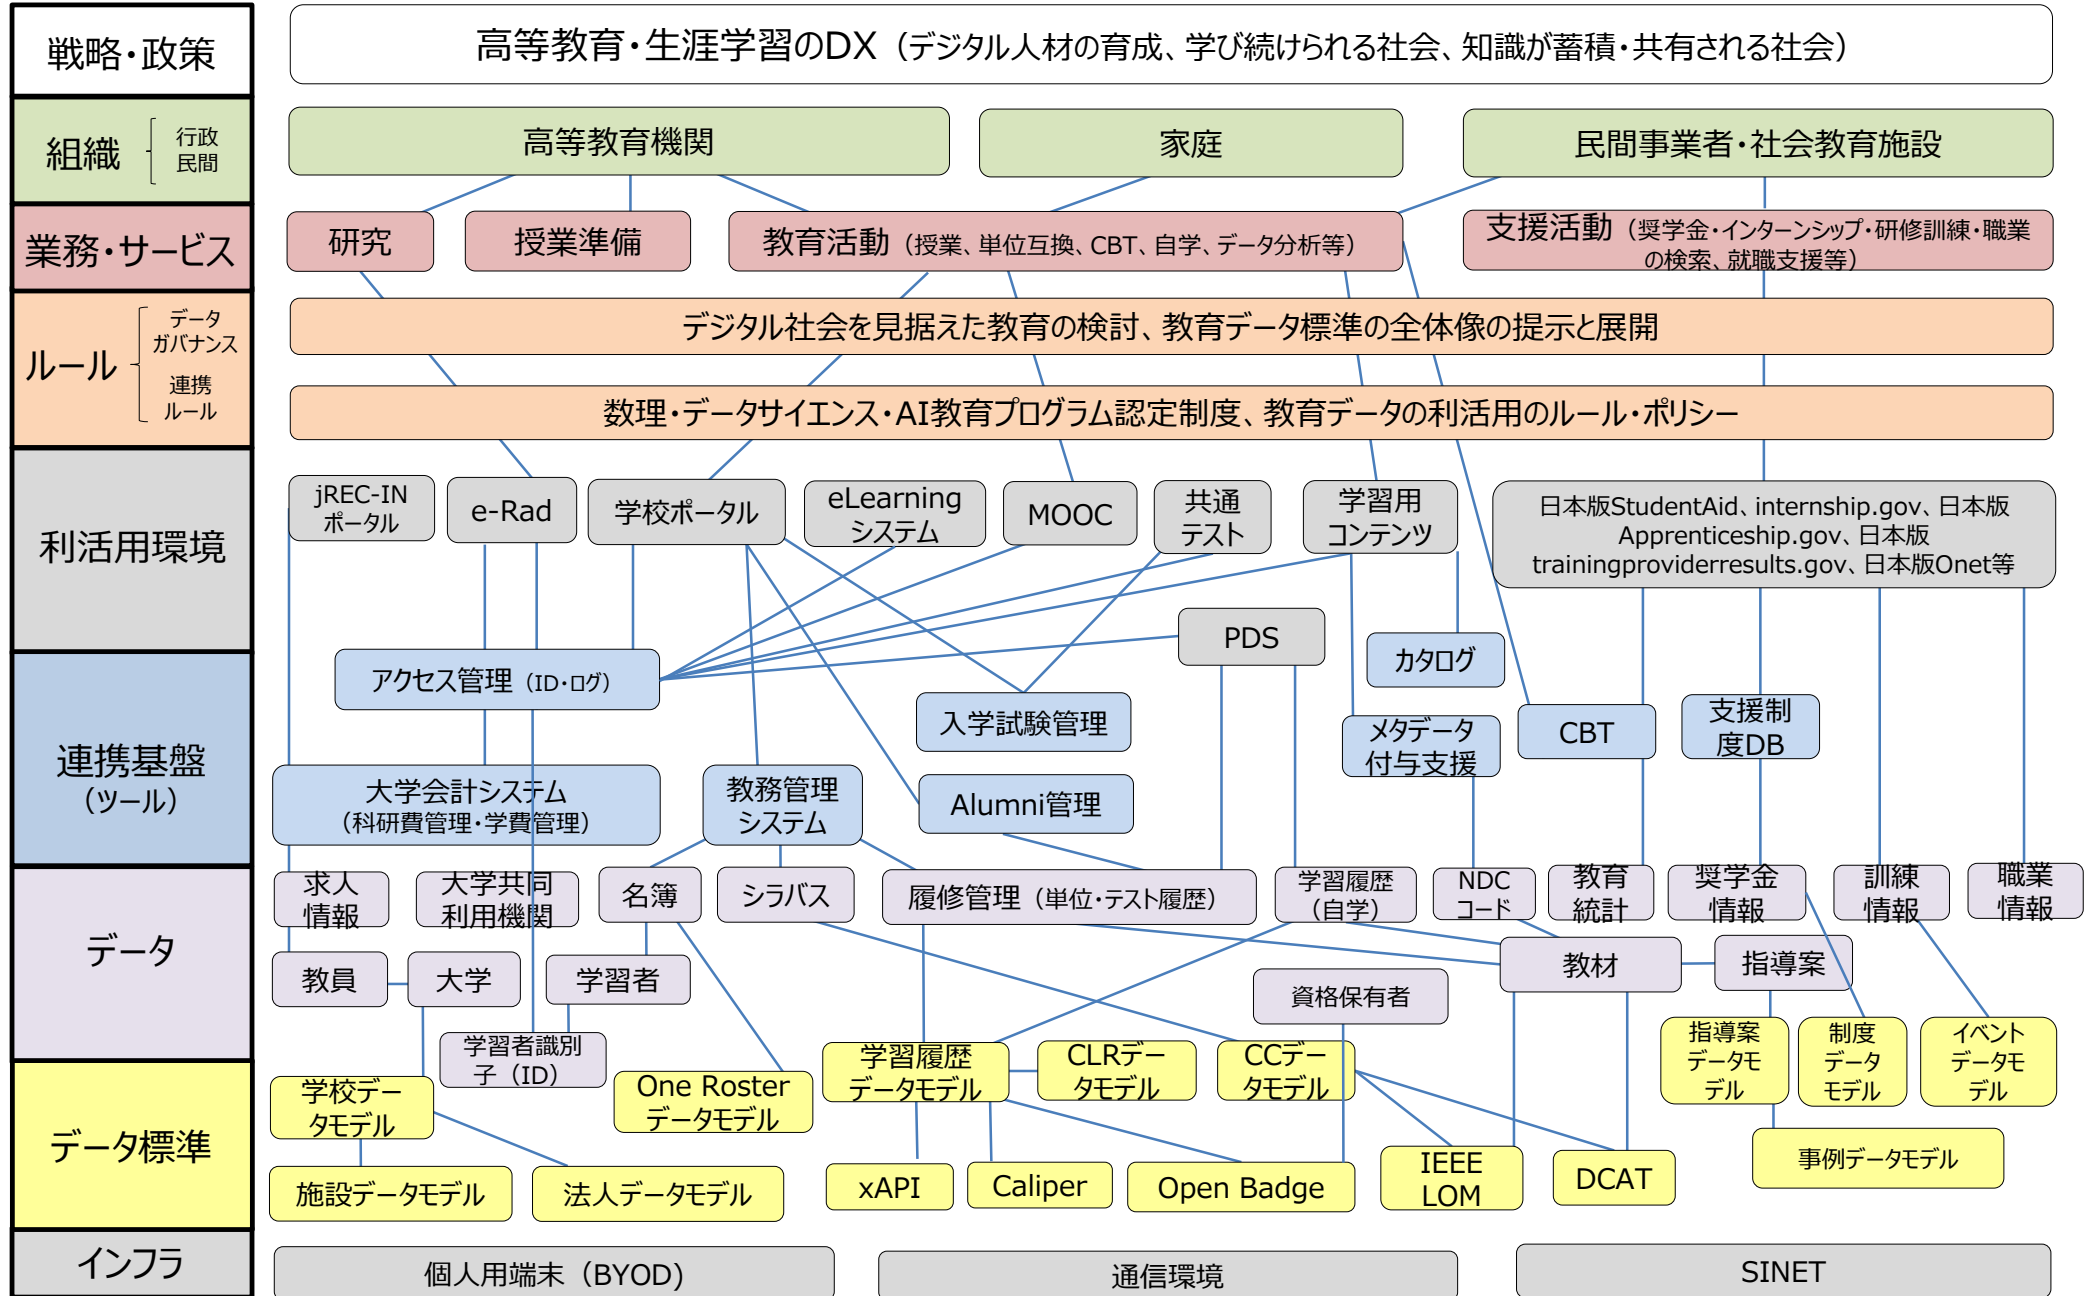 戦略・政策
高等教育・生涯学習のDX（デジタル人材の育成、学び続けられる社会、知識が蓄積・共有される社会）
組織
行政
民間
高等教育機関
家庭
民間事業者・社会教育施設
業務・サービス
研究
授業準備
教育活動（授業、単位互換、CBT、自学、データ分析等）
支援活動（奨学金・インターンシップ・研修訓練・職業
の検索、就職支援等）
ルール
データ
ガバナンス
連携
ルール
デジタル社会を見据えた教育の検討、教育データ標準の全体像の提示と展開
数理・データサイエンス・AI教育プログラム認定制度、教育データの利活用のルール・ポリシー
利活用環境
jREC-IN
ポータル
e-Rad
学校ポータル
eLearning
システム
MOOC
共通
テスト
学習用
コンテンツ
日本版StudentAid、internship.gov、日本版
Apprenticeship.gov、日本版
trainingproviderresults.gov、日本版Onet等
PDS
連携基盤
（ツール）
アクセス管理（ID・ログ）
カタログ
入学試験管理
メタデータ
付与支援
CBT
支援制
度DB
大学会計システム
（科研費管理・学費管理）
教務管理
システム
Alumni管理
データ
求人
情報
大学共同
利用機関
名簿
シラバス
履修管理（単位・テスト履歴）
学習履歴
（自学）
NDC
コード
教育
統計
奨学金
情報
訓練
情報
職業
情報
教員
大学
学習者
教材
指導案
資格保有者
学習者識別
子（ID）
データ標準
学校デー
タモデル
One Roster
データモデル
学習履歴
データモデル
CLRデー
タモデル
CCデー
タモデル
指導案
データモ
デル
制度
データ
モデル
イベント
データモ
デル
事例データモデル
施設データモデル
法人データモデル
xAPI
Caliper
Open Badge
IEEE
LOM
DCAT
インフラ
個人用端末（BYOD)
通信環境
SINET